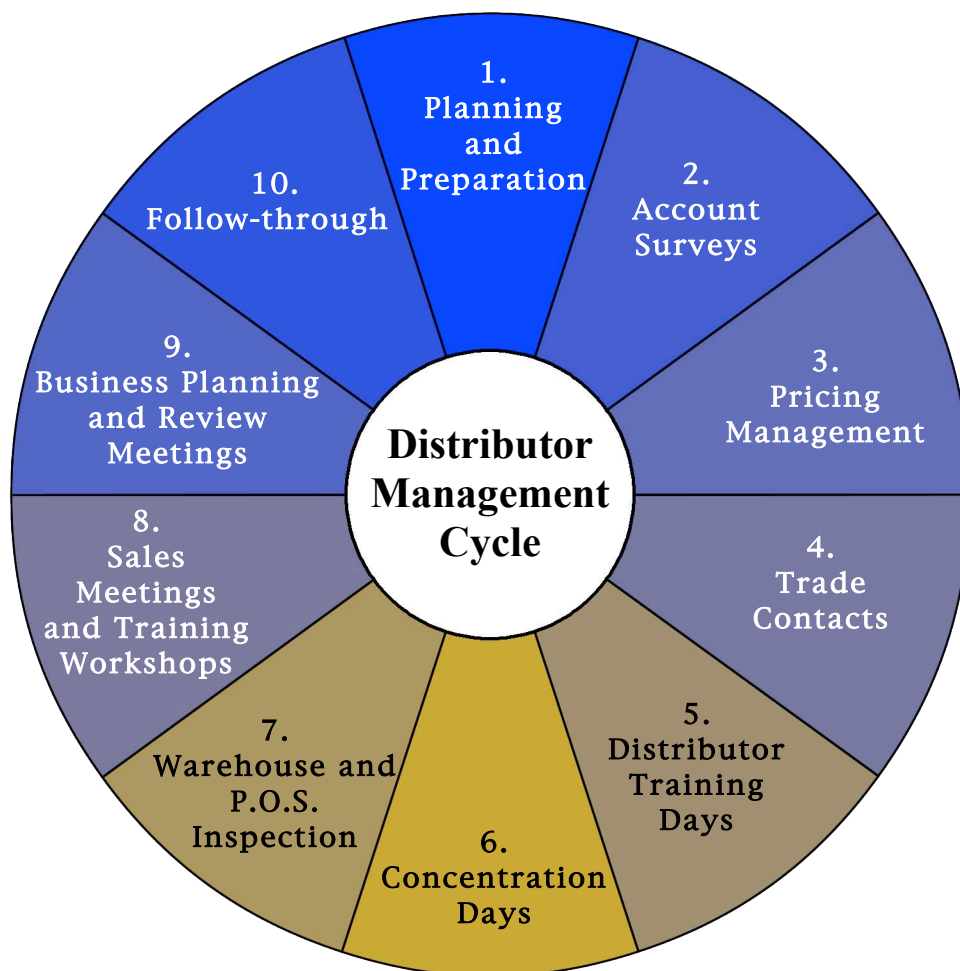 1.
Planning
and
Preparation
2.
Account
Surveys
3.
Pricing
Management
4.
Trade
Contacts
5.
Distributor
Training
Days
6.
Concentration
Days
7.
Warehouse and
P.O.S.
Inspection
8.
Sales
Meetings
and Training
Workshops
9.
Business Planning
and Review
Meetings
10.
Follow-through
Distributor
Management
Cycle